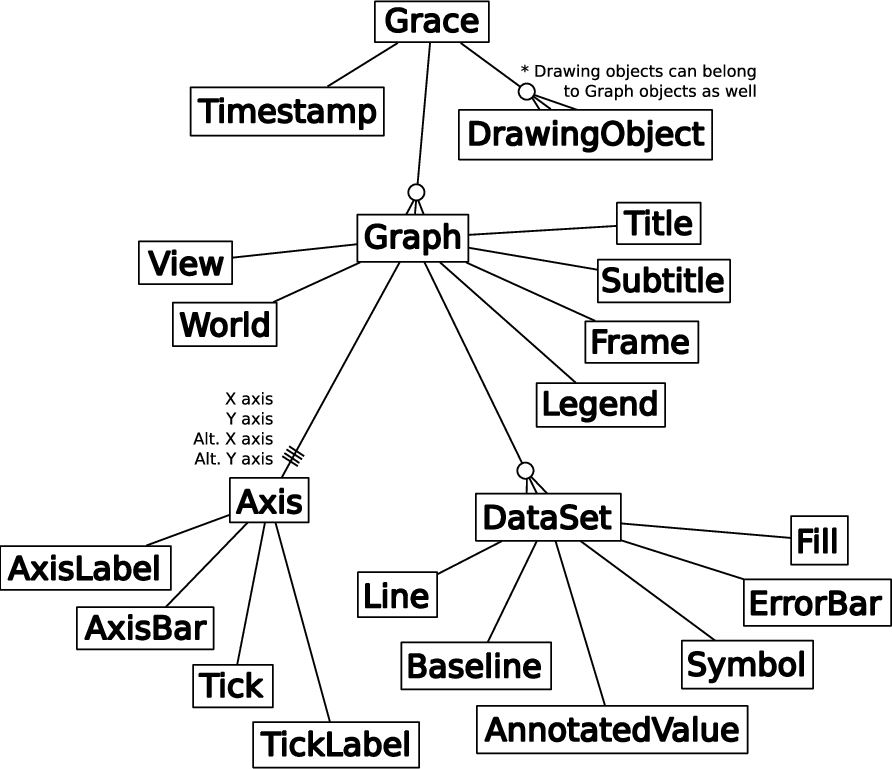 Grace
* Drawing objects can belong
to Graph objects as well
Timestamp
DrawingObject
Graph
Title
View
Subtitle
World
Frame
Legend
X axis
Y axis
Alt. X axis
Alt. Y axis
Axis
DataSet
Fill
AxisLabel
Line
ErrorBar
AxisBar
Baseline
Symbol
Tick
AnnotatedValue
TickLabel